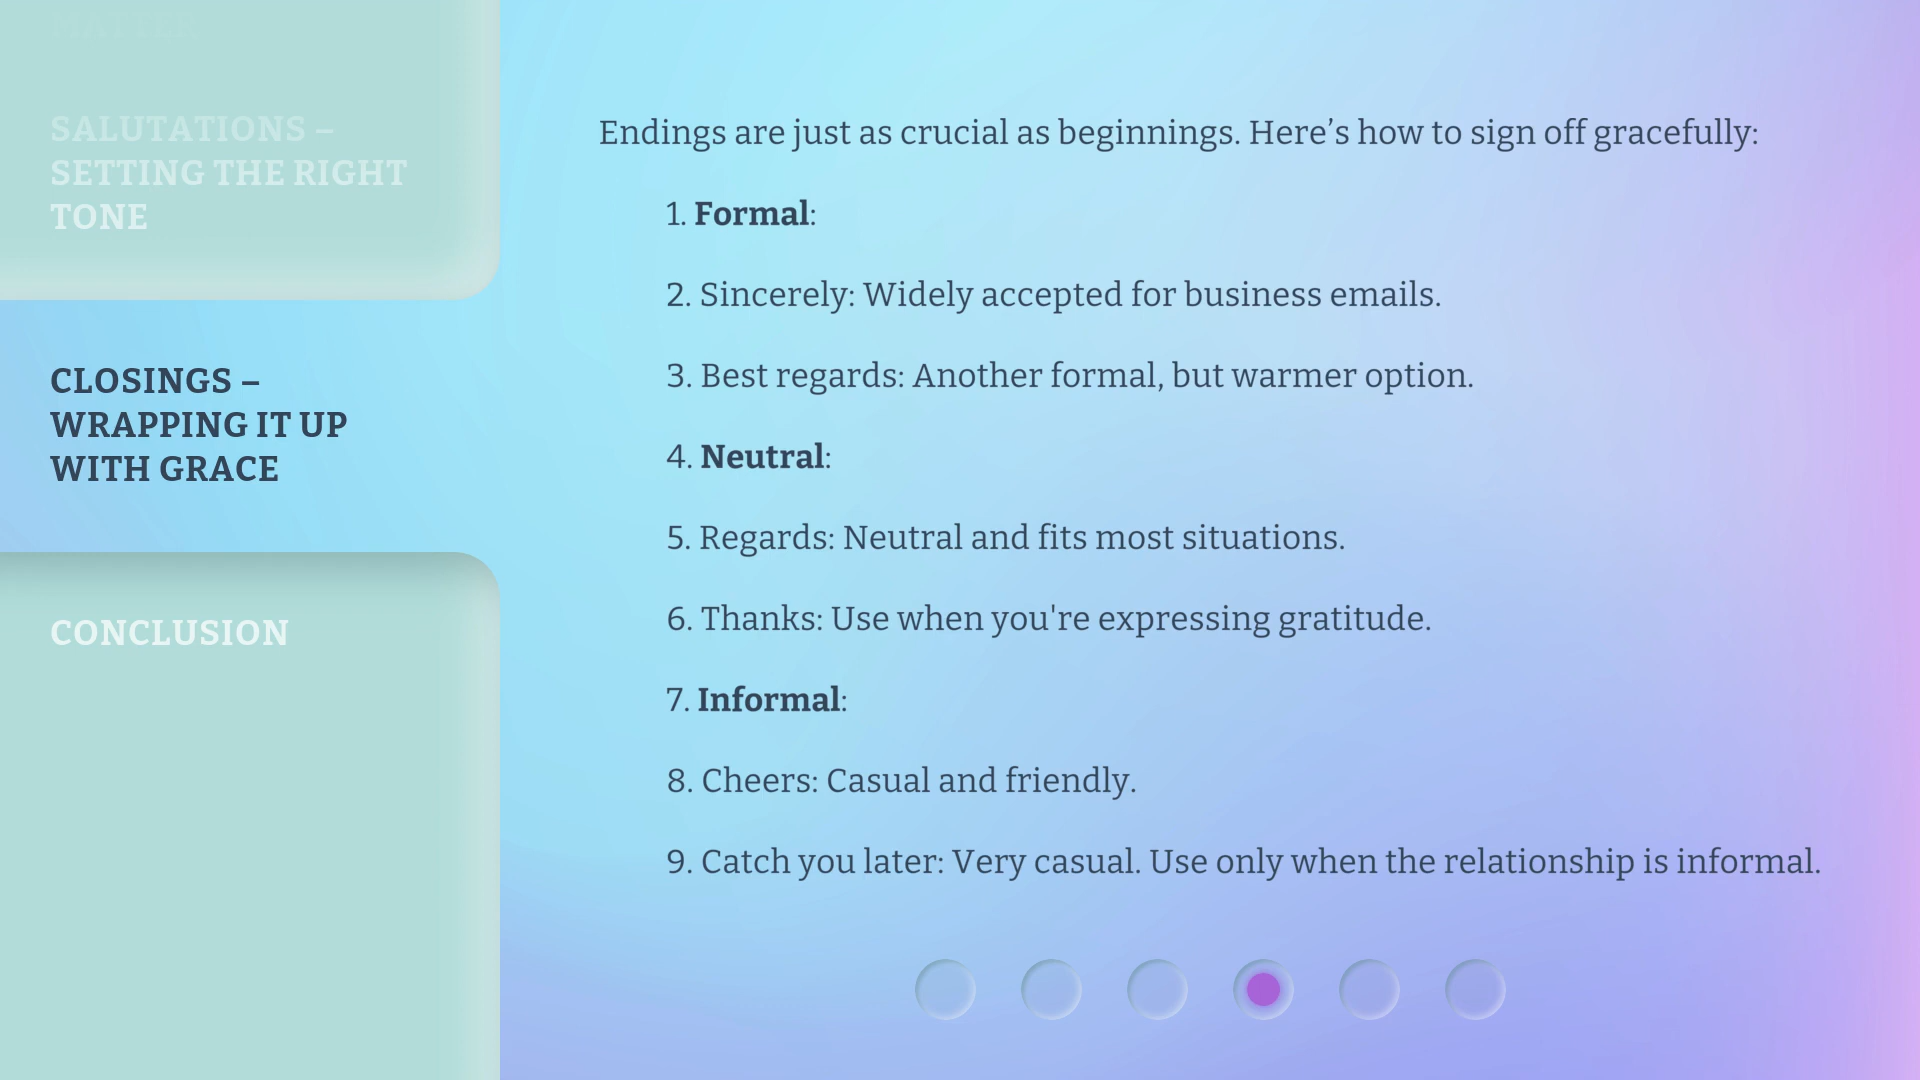 SALUTATIONS –
SETTING THE RIGHT
TONE
CLOSINGS –
WRAPPING IT UP
WITH GRACE
CONCLUSION
Endings are just as crucial as beginnings. Here’s how to sign off gracefully:
1. Formal:
2. Sincerely: Widely accepted for business emails.
3. Best regards: Another formal, but warmer option.
4. Neutral:
5. Regards: Neutral and fits most situations.
6. Thanks: Use when you're expressing gratitude.
7. Informal:
8. Cheers: Casual and friendly.
9. Catch you later: Very casual. Use only when the relationship is informal.